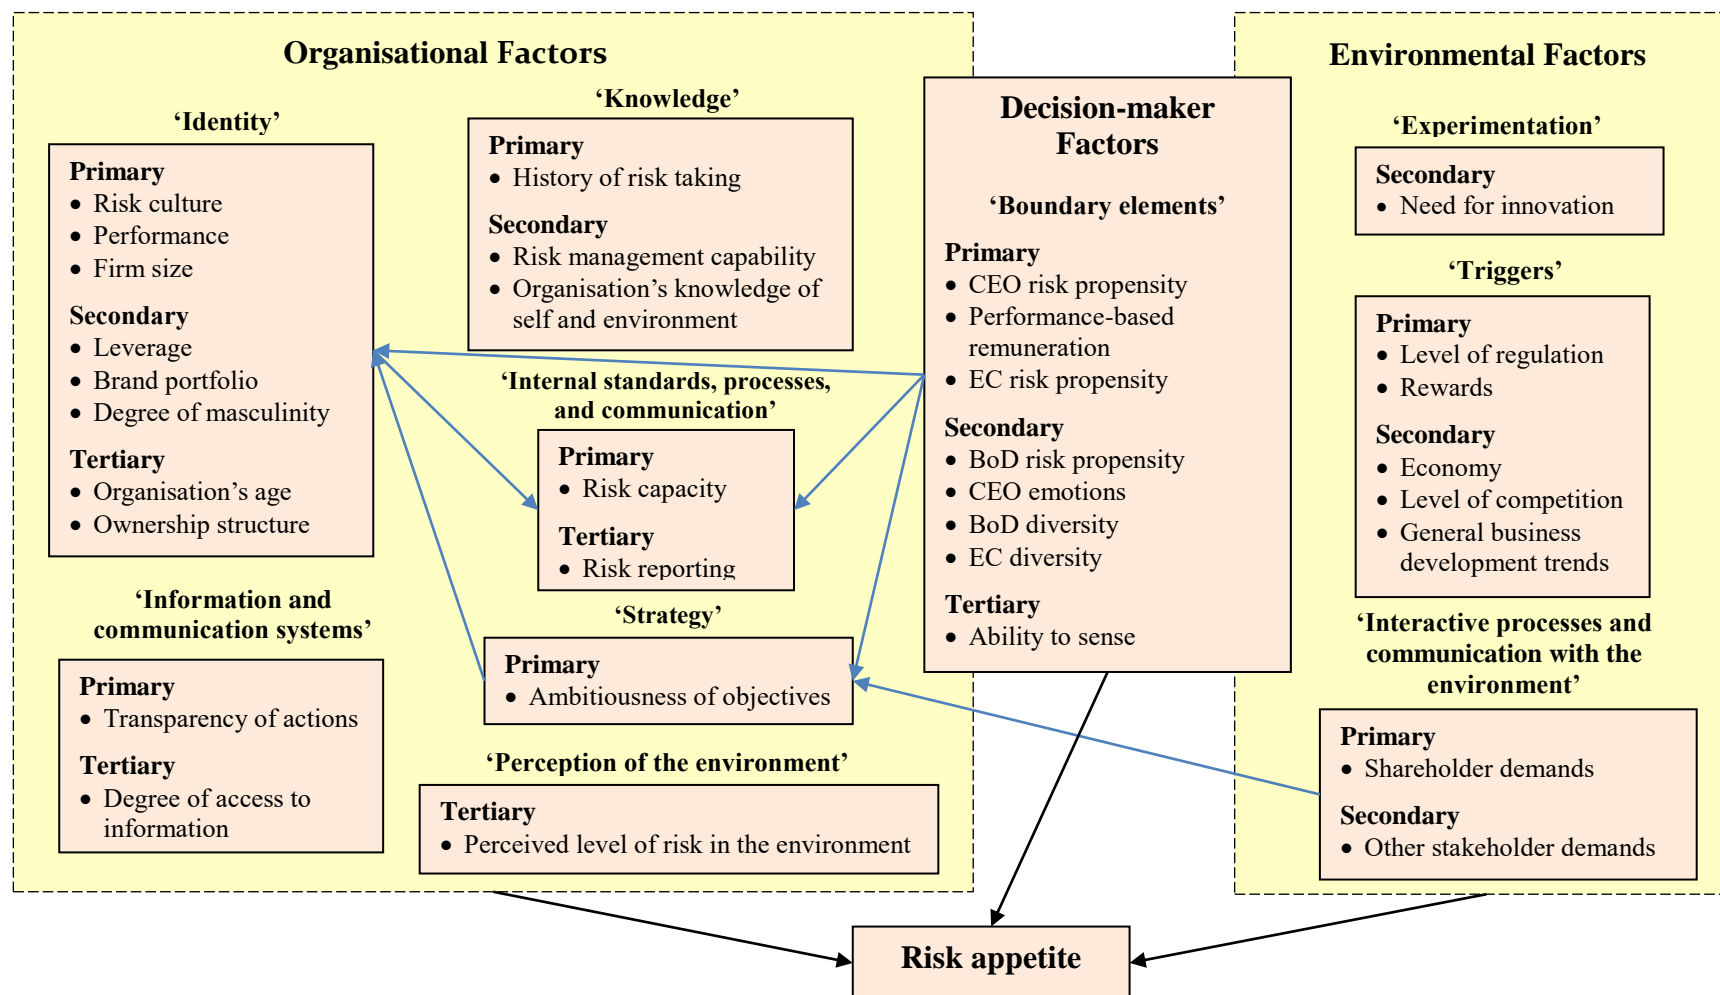 Organisational Factors
‘Identity’
Primary
• Risk culture
• Performance
• Firm size
Secondary
• Leverage
• Brand portfolio
• Degree of masculinity
Tertiary
• Organisation’s age
• Ownership structure
‘Knowledge’
Primary
• History of risk taking
Secondary
• Risk management capability
• Organisation’s knowledge of
self and environment
‘Internal standards, processes,
and communication’
Primary
• Risk capacity
Tertiary
• Risk reporting
‘Information and
communication systems’
Primary
• Transparency of actions
Tertiary
• Degree of access to
information
‘Strategy’
Primary
• Ambitiousness of objectives
‘Perception of the environment’
Tertiary
• Perceived level of risk in the environment
Decision-maker
Factors
‘Boundary elements’
Primary
• CEO risk propensity
• Performance-based
remuneration
• EC risk propensity
Secondary
• BoD risk propensity
• CEO emotions
• BoD diversity
• EC diversity
Tertiary
• Ability to sense
Environmental Factors
‘Experimentation’
Secondary
• Need for innovation
‘Triggers’
Primary
• Level of regulation
• Rewards
Secondary
• Economy
• Level of competition
• General business
development trends
‘Interactive processes and
communication with the
environment’
Primary
• Shareholder demands
Secondary
• Other stakeholder demands
Risk appetite